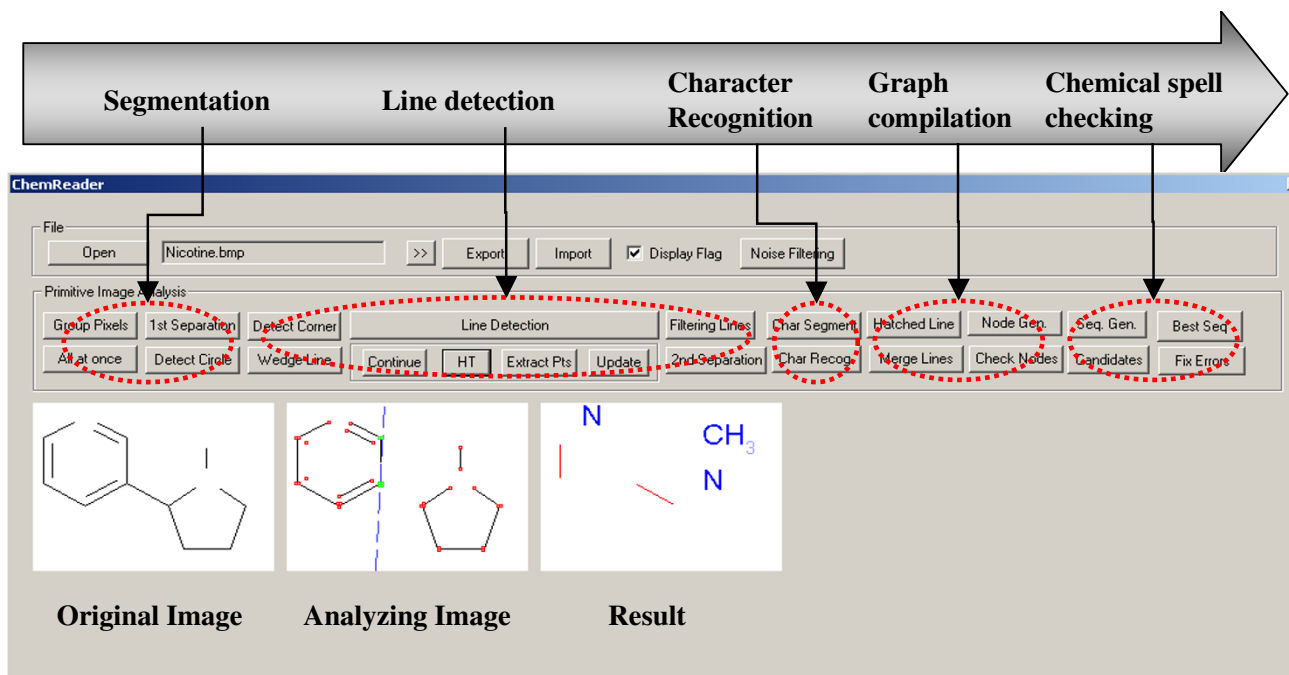 Segmentation
Line detection
Character
Recognition
Graph
compilation
Chemical spell
checking
ChemReader
File
Open
Nicotine.bmp
>>
Export
Import
Display Flag
Noise Filtering
Primitive Image Analysis
Group Pixels
1st Separation
Detect Corner
Line Detection
Filtering Lines
Char Segment
Hatched Line
Node Gen.
Seq. Gen.
Best Seq
All at once
Detect Circle
Wedge Line
Continue
HT
Extract Pts
Update
2nd Separation
Char Recog.
Merge Lines
Check Nodes
Candidates
Fix Errors
N
CH3
N
Original Image
Analyzing Image
Result